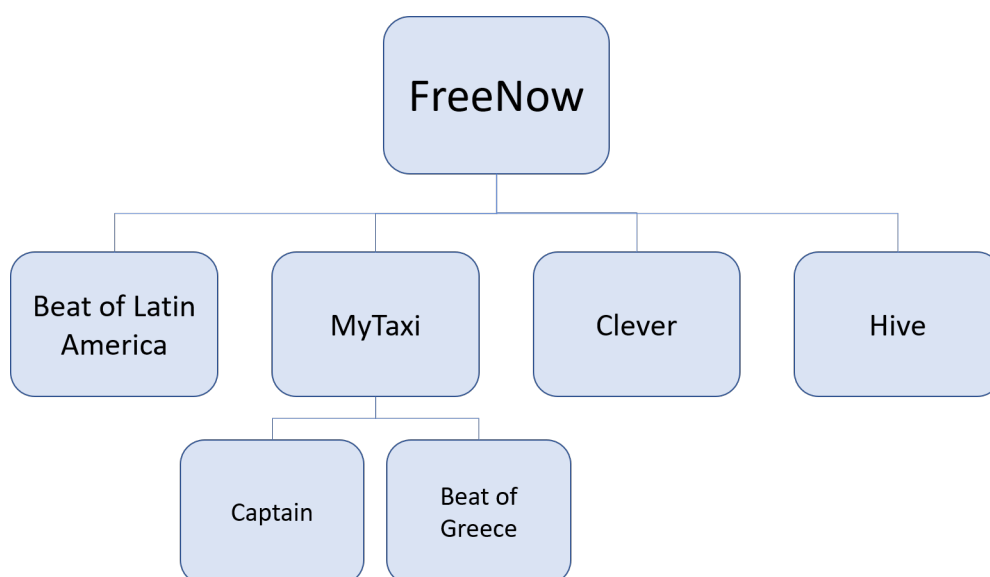 FreeNow
Beat of Latin
America
MyTaxi
Clever
Hive
Captain
Beat of
Greece